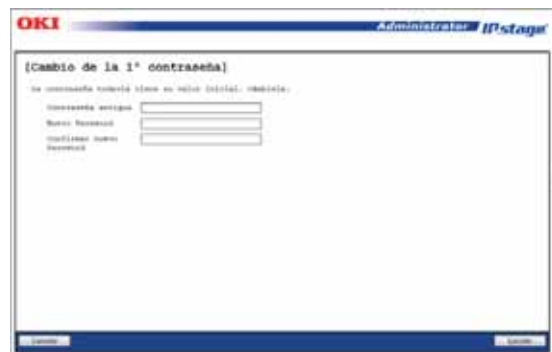 OKI
Administrator IPstage
[Cambio de la 1ª contraseña]
La contraseña todavía tiene su valor inicial. Cámbiela.
Contraseña antigua
Nuevo Password
Confirmar nuevo
Password
Cancelar